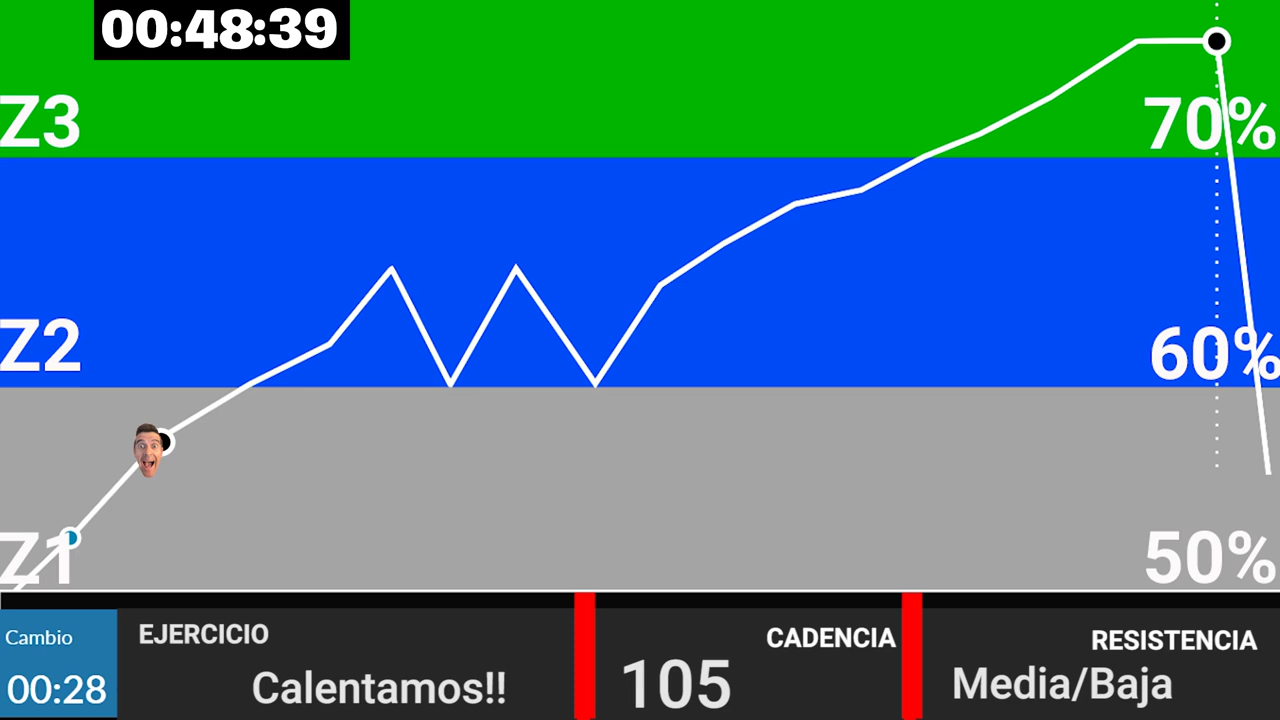 00:48:39
Z3
70%
Z2
60%
Z1
50%
Cambio
00:28
EJERCICIO
Calentamos!!
CADENCIA
105
RESISTENCIA
Media/Baja